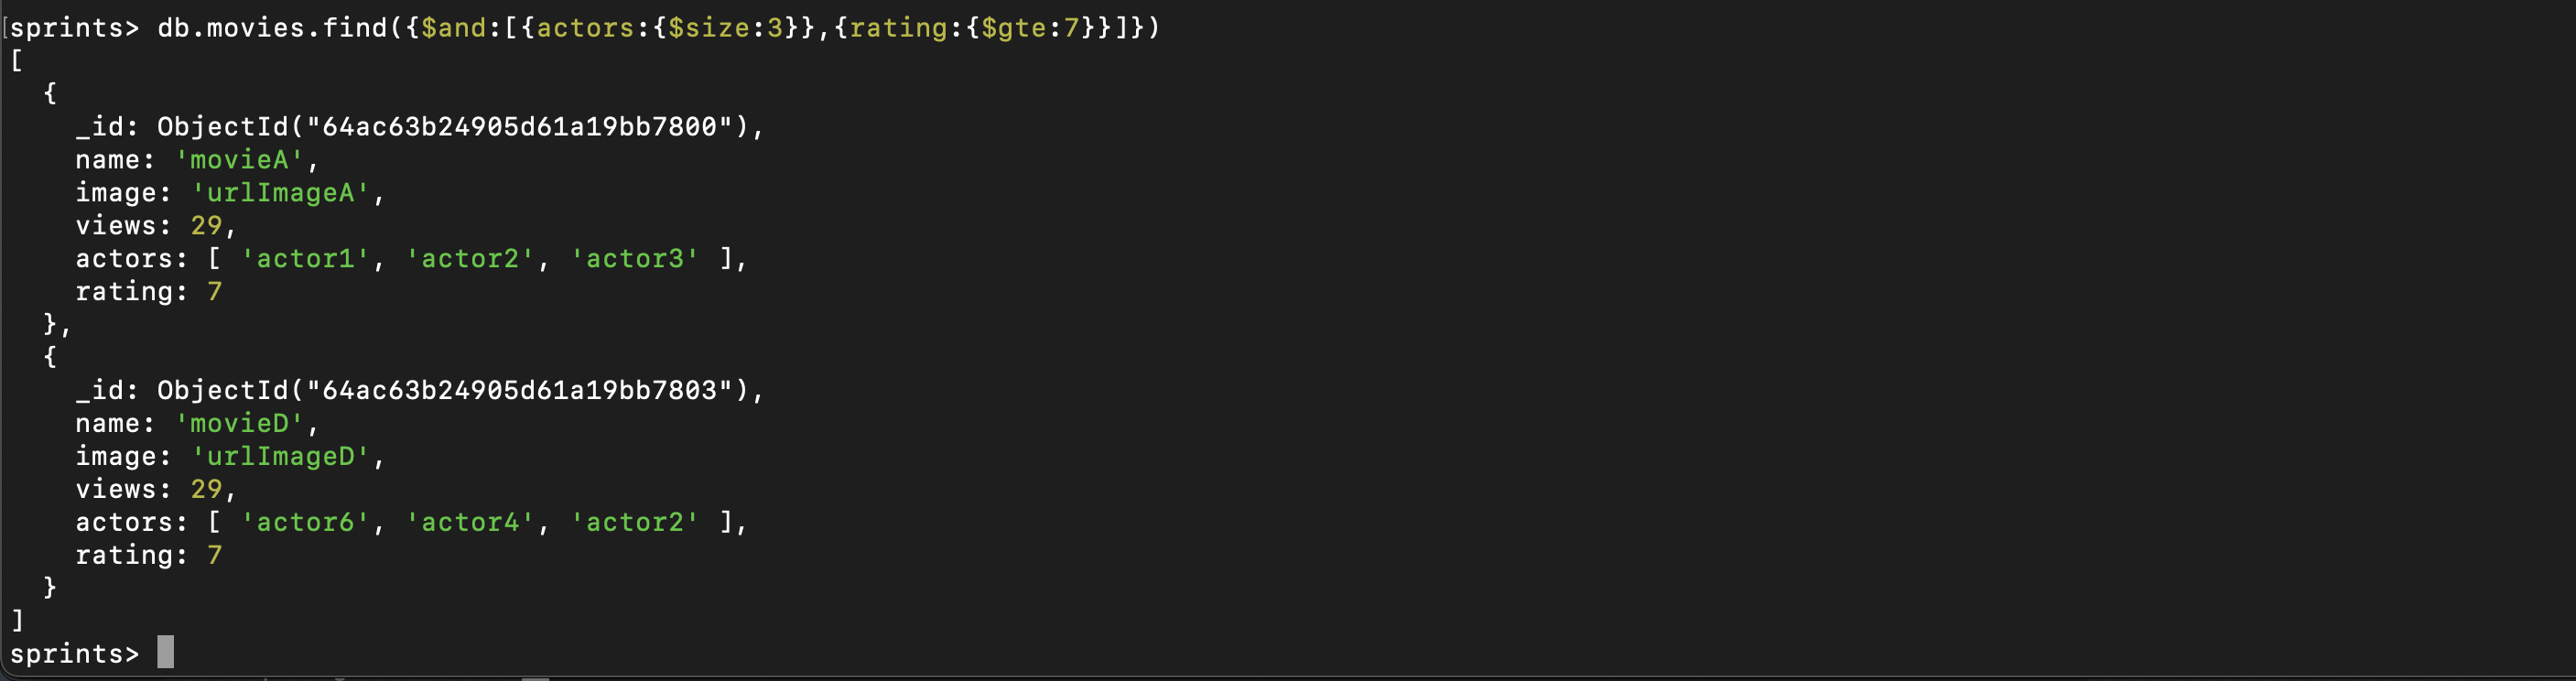 [sprints> db.movies.find({$and:[{actors:{$size:3}},{rating:{$gte:7}}]})
[
  {
    _id: ObjectId("64ac63b24905d61a19bb7800"),
    name: 'movieA',
    image: 'urlImageA',
    views: 29,
    actors: [ 'actor1', 'actor2', 'actor3' ],
    rating: 7
  },
  {
    _id: ObjectId("64ac63b24905d61a19bb7803"),
    name: 'movieD',
    image: 'urlImageD',
    views: 29,
    actors: [ 'actor6', 'actor4', 'actor2' ],
    rating: 7
  }
]
sprints>